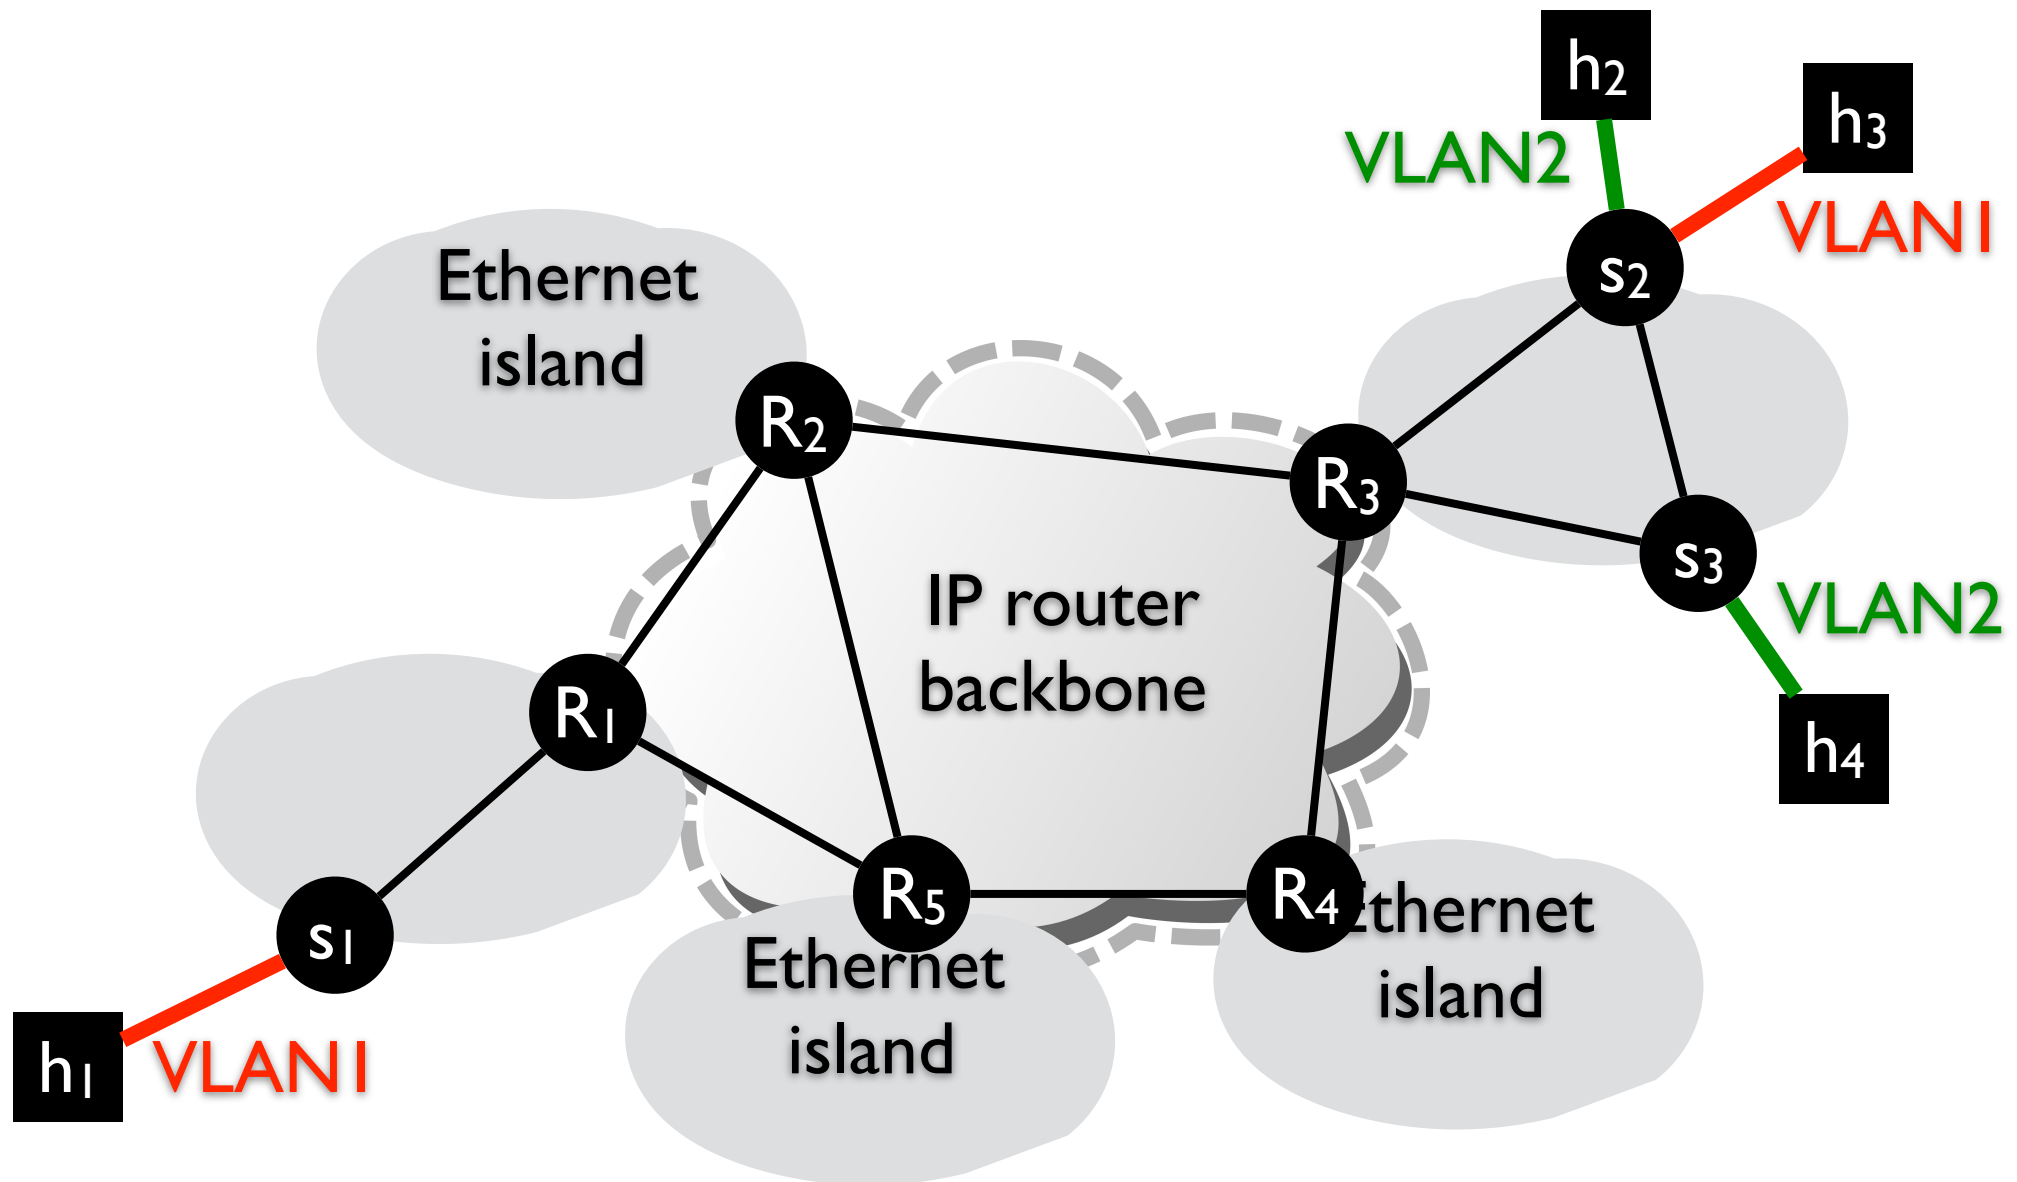 h2
h3
VLAN2
VLAN1
s2
Ethernet
island
R2
R3
s3
IP router
backbone
VLAN2
R1
h4
R5
R4
Ethernet
island
s1
Ethernet
island
h1
VLAN1